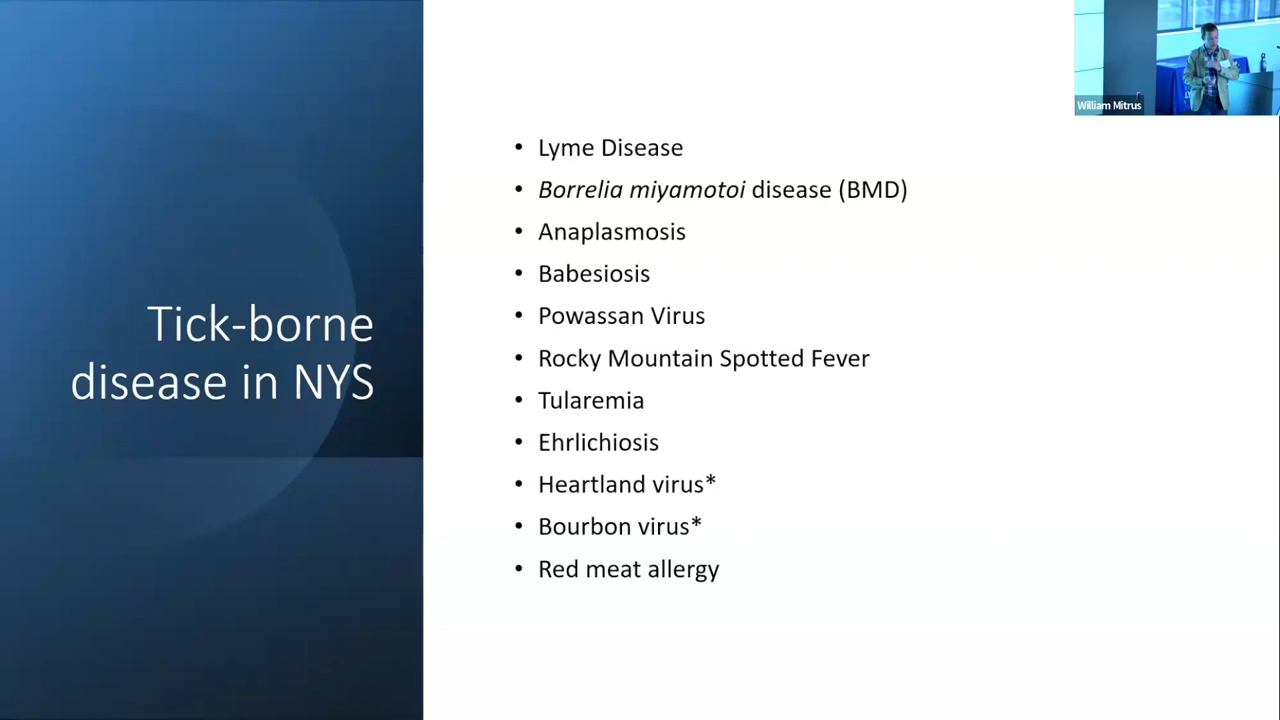 William Mitrus
Tick-borne
disease in NYS
• Lyme Disease
• Borrelia miyamotoi disease (BMD)
• Anaplasmosis
• Babesiosis
• Powassan Virus
• Rocky Mountain Spotted Fever
• Tularemia
• Ehrlichiosis
• Heartland virus*
• Bourbon virus*
• Red meat allergy